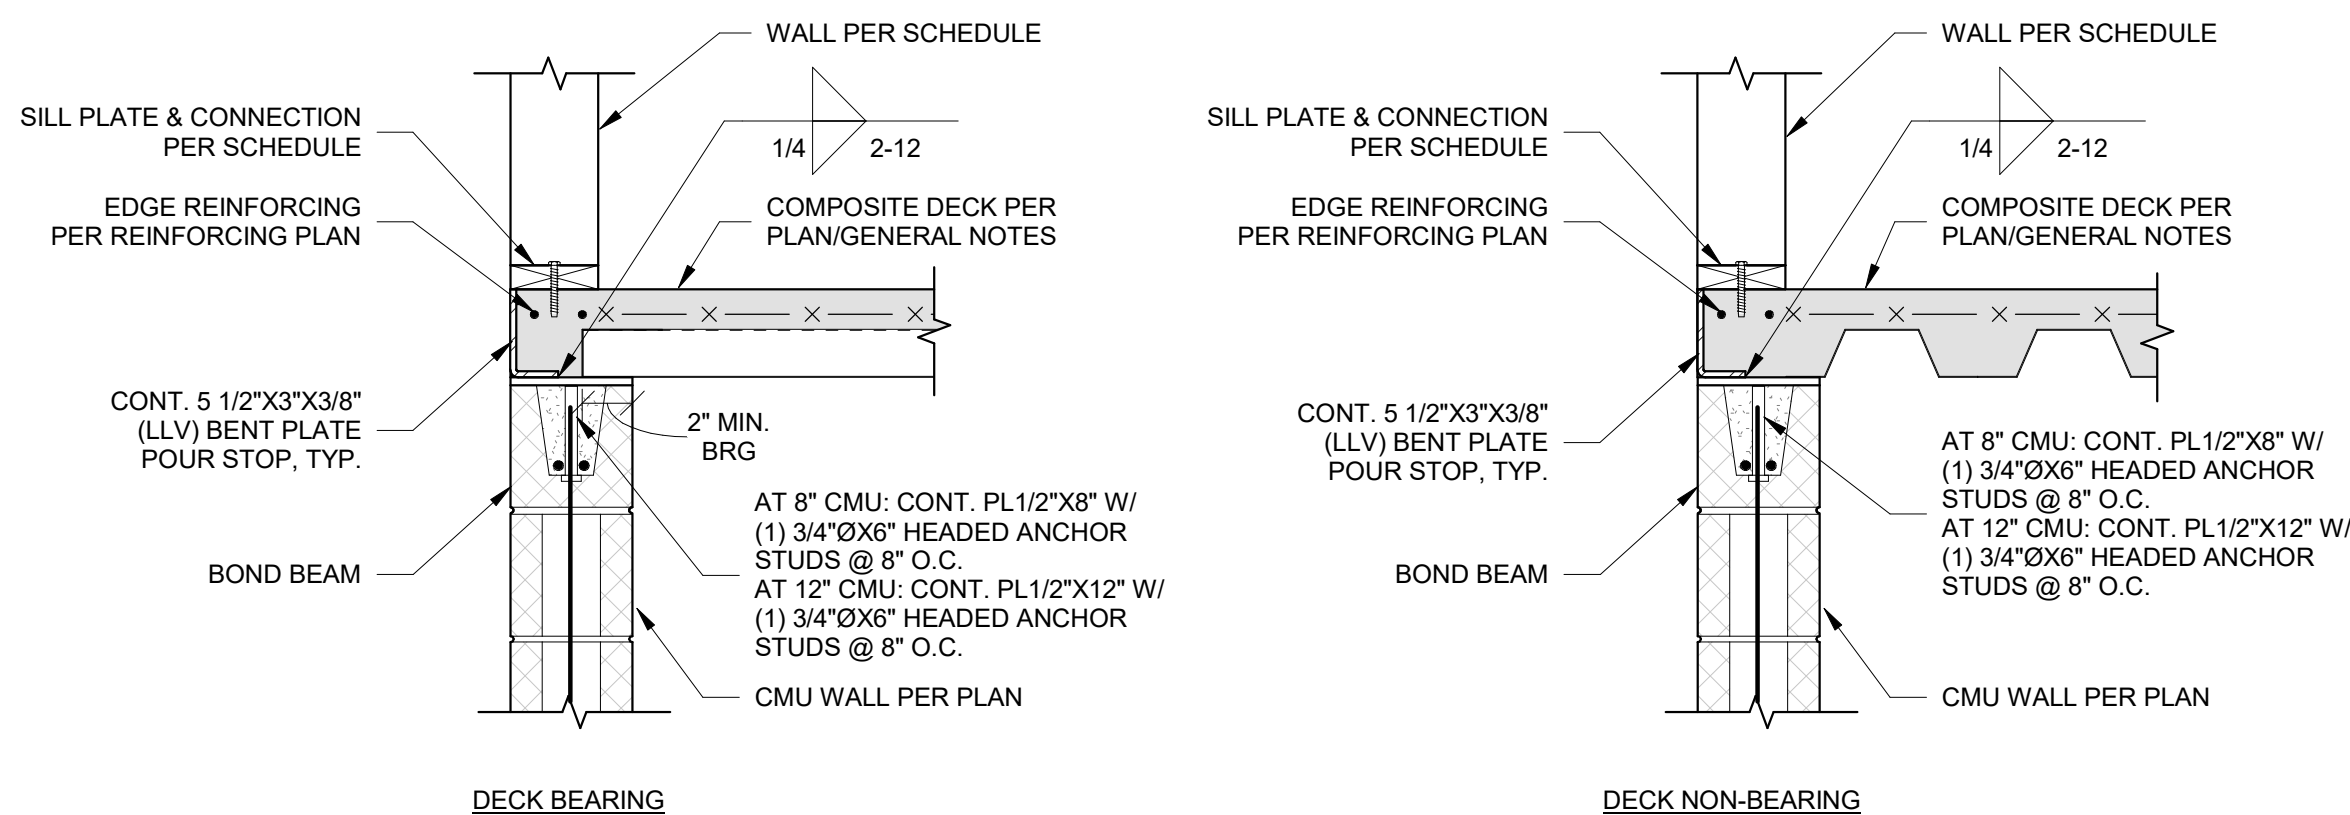 WALL PER SCHEDULE
SILL PLATE & CONNECTION
PER SCHEDULE
1/4
2-12
EDGE REINFORCING
PER REINFORCING PLAN
COMPOSITE DECK PER
PLAN/GENERAL NOTES
CONT. 5 1/2"X3"X3/8"
(LLV) BENT PLATE
POUR STOP, TYP.
2" MIN.
BRG
AT 8" CMU: CONT. PL1/2"X8" W/
(1) 3/4"ØX6" HEADED ANCHOR
STUDS @ 8" O.C.
AT 12" CMU: CONT. PL1/2"X12" W/
(1) 3/4"ØX6" HEADED ANCHOR
STUDS @ 8" O.C.
BOND BEAM
CMU WALL PER PLAN
DECK BEARING
WALL PER SCHEDULE
SILL PLATE & CONNECTION
PER SCHEDULE
1/4
2-12
EDGE REINFORCING
PER REINFORCING PLAN
COMPOSITE DECK PER
PLAN/GENERAL NOTES
CONT. 5 1/2"X3"X3/8"
(LLV) BENT PLATE
POUR STOP, TYP.
AT 8" CMU: CONT. PL1/2"X8" W/
(1) 3/4"ØX6" HEADED ANCHOR
STUDS @ 8" O.C.
AT 12" CMU: CONT. PL1/2"X12" W/
(1) 3/4"ØX6" HEADED ANCHOR
STUDS @ 8" O.C.
BOND BEAM
CMU WALL PER PLAN
DECK NON-BEARING